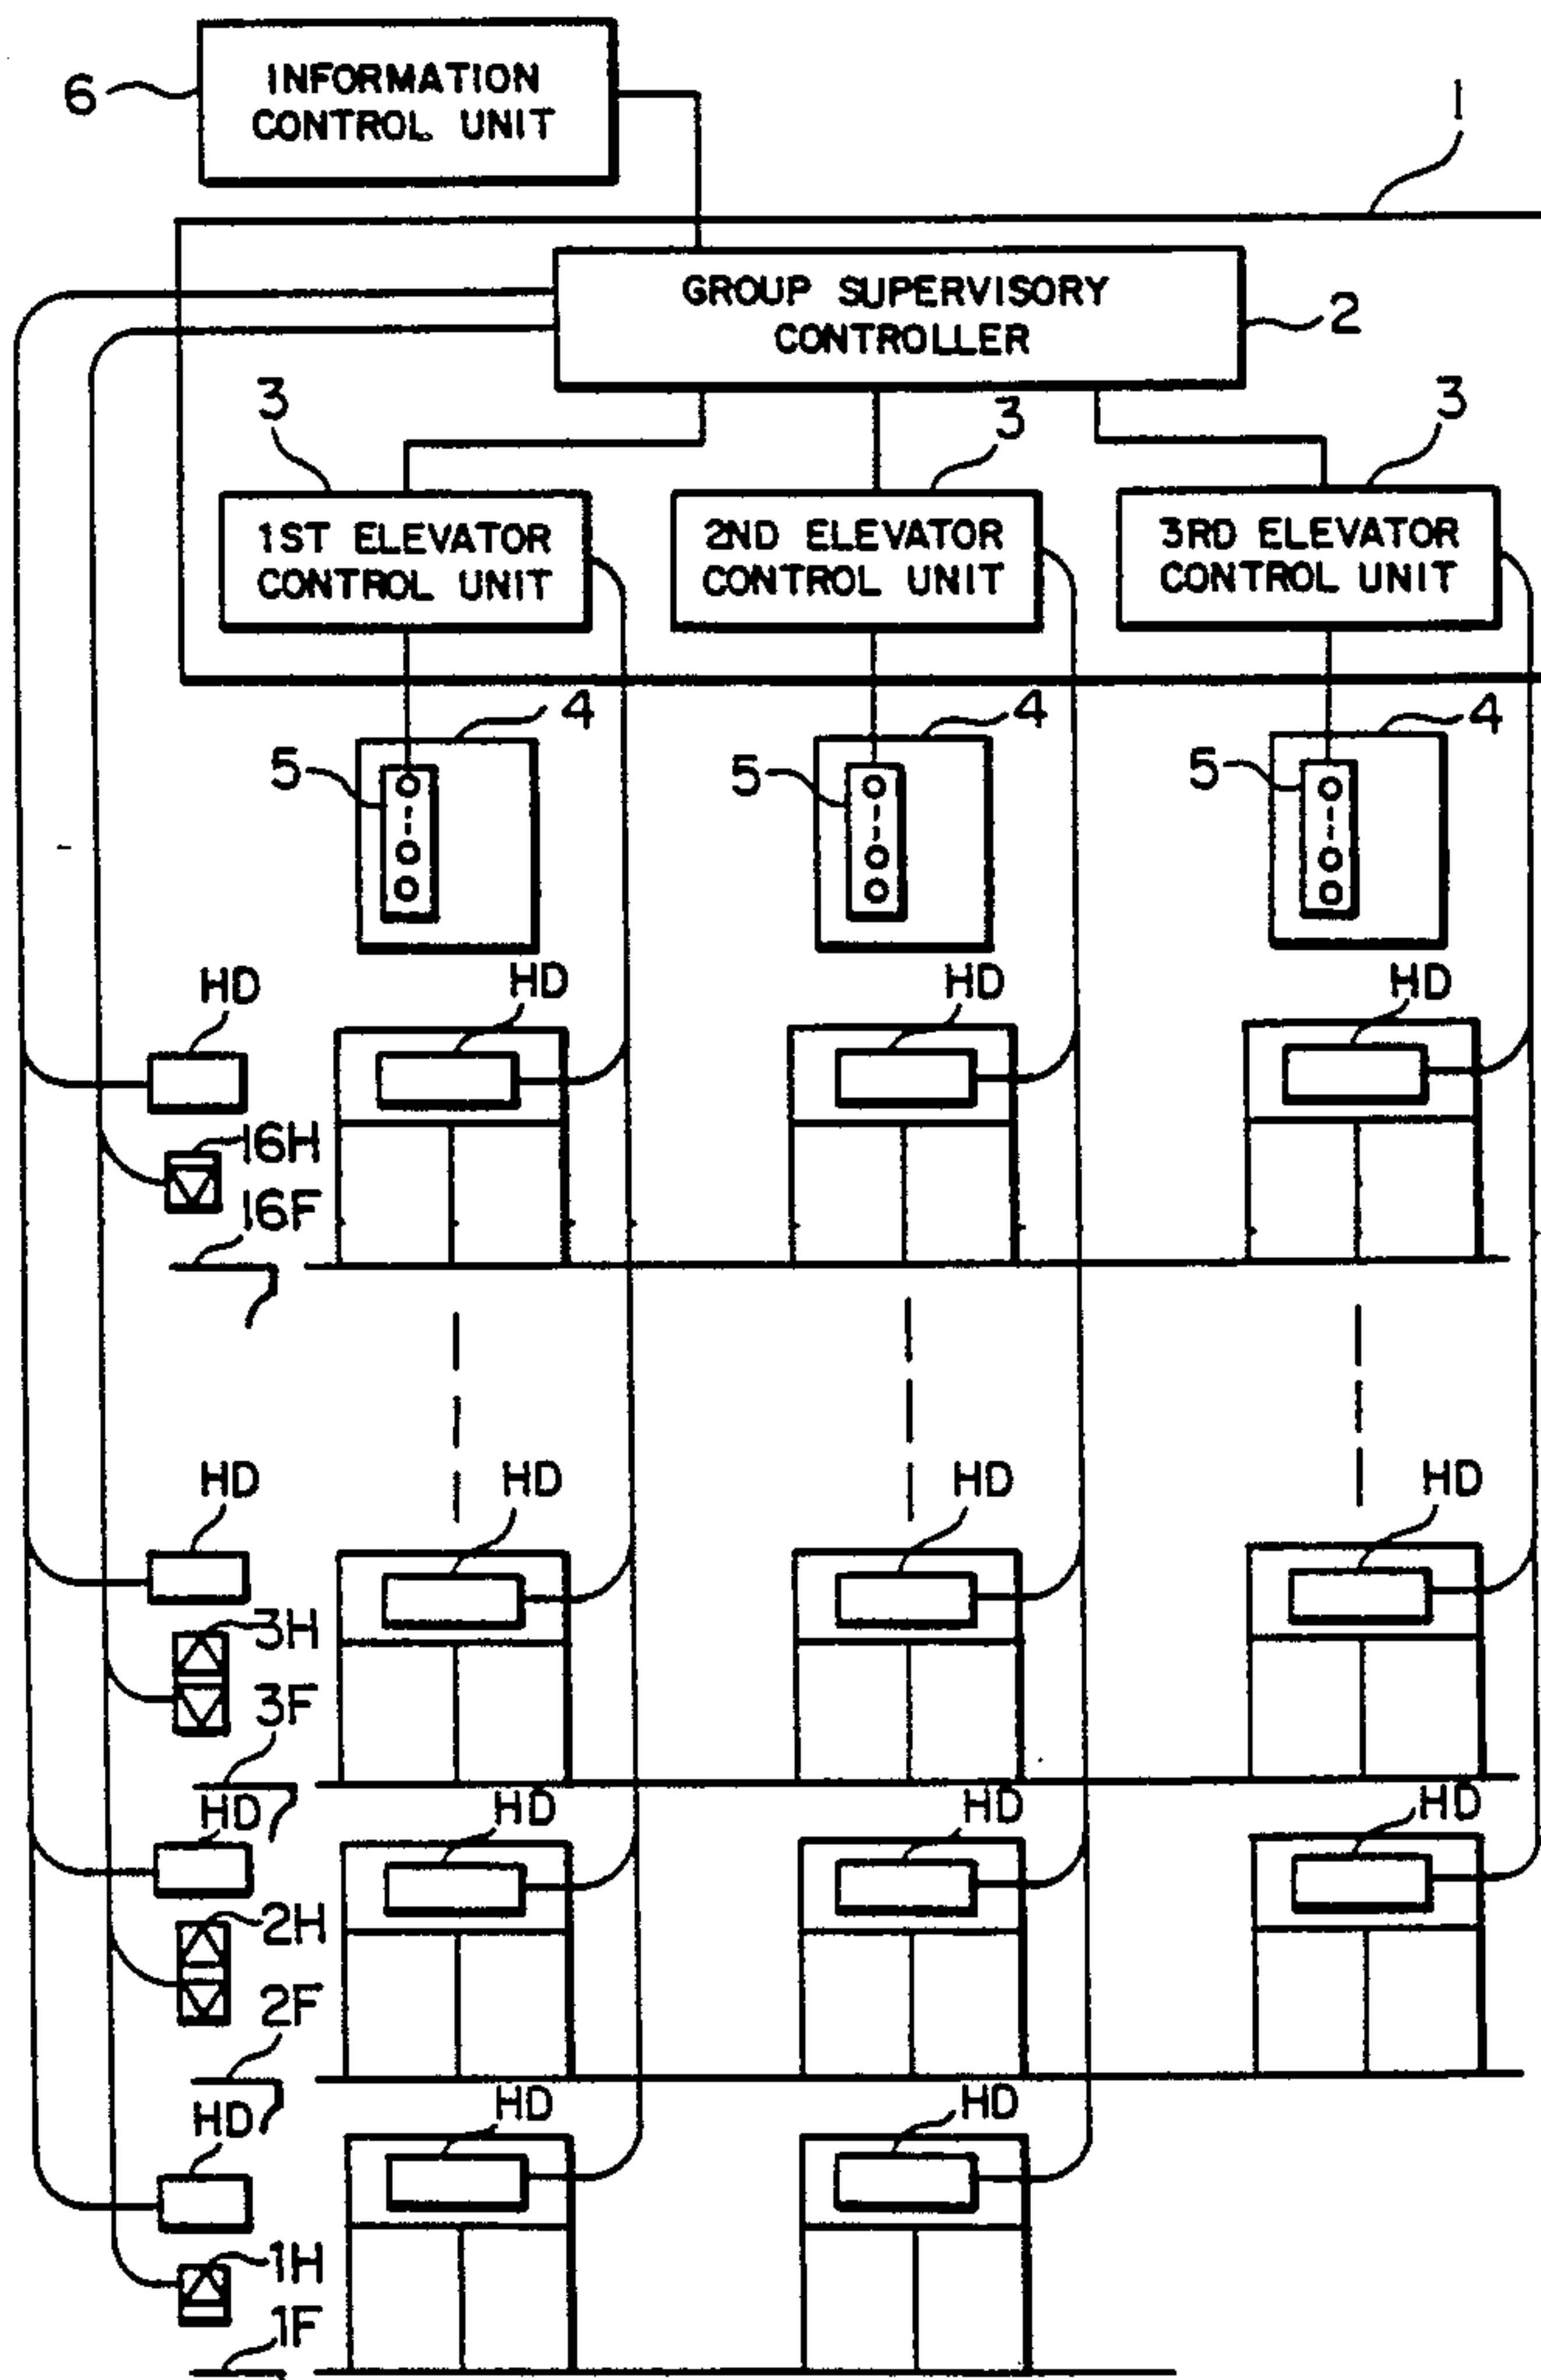 6
INFORMATION
CONTROL UNIT
1
GROUP SUPERVISORY
CONTROLLER
2
3
3
3
1ST ELEVATOR
CONTROL UNIT
2ND ELEVATOR
CONTROL UNIT
3RD ELEVATOR
CONTROL UNIT
4
4
4
5
5
5
HD
HD
HD
HD
16H
16F
HD
HD
HD
HD
3H
3F
HD
HD
HD
HD
2H
2F
HD
HD
HD
1H
1F